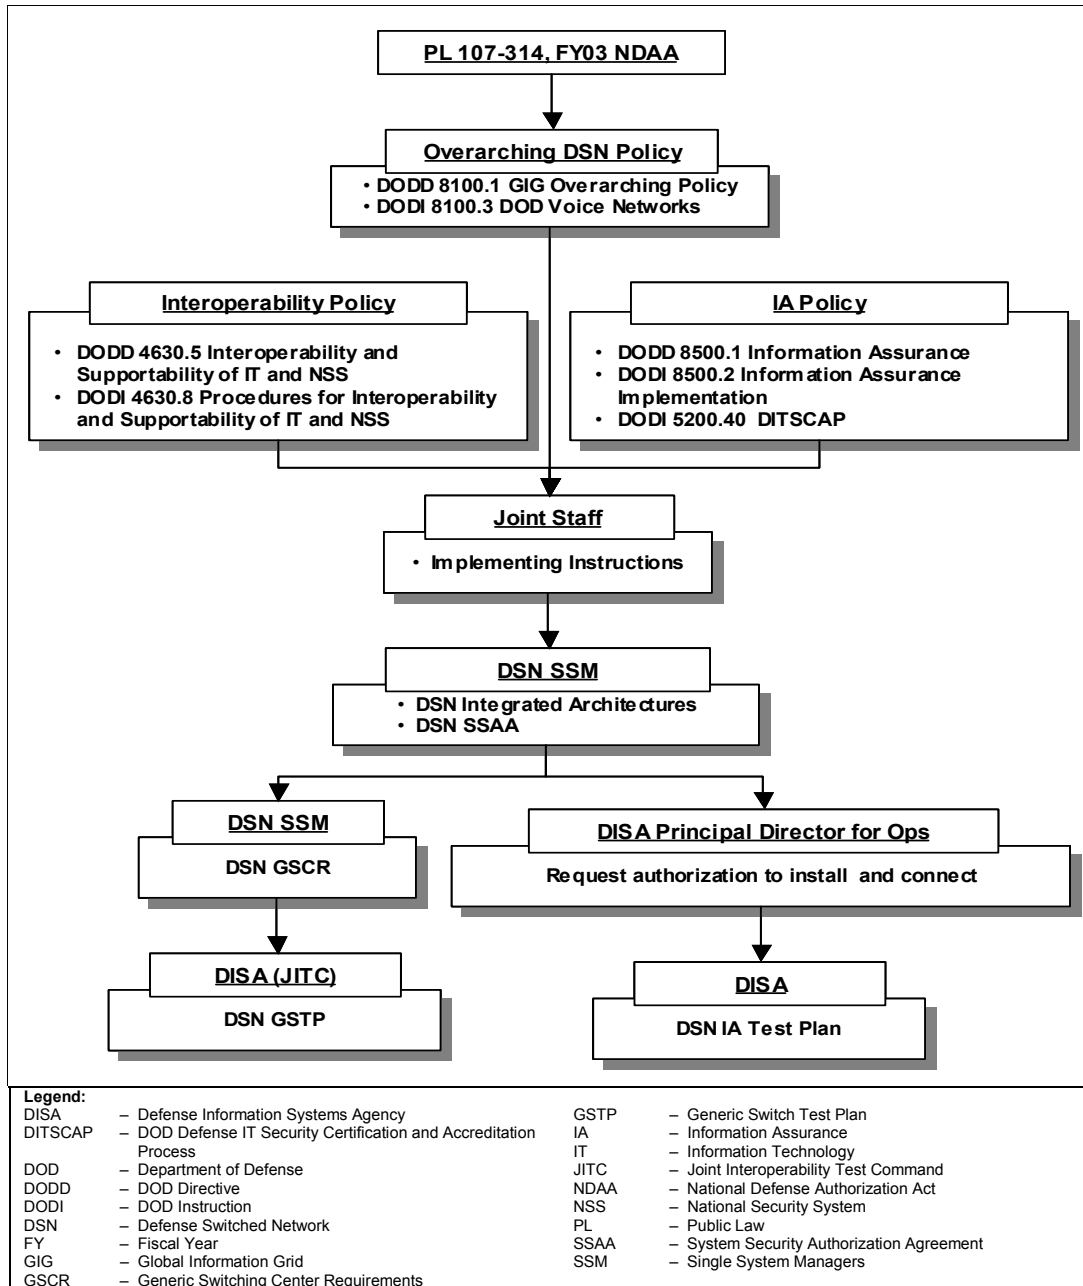 PL 107-314, FY03 NDAA
Overarching DSN Policy
• DODD 8100.1 GIG Overarching Policy
• DODI 8100.3 DOD Voice Networks
Interoperability Policy
• DODD 4630.5 Interoperability and
Supportability of IT and NSS
• DODI 4630.8 Procedures for Interoperability
and Supportability of IT and NSS
IA Policy
• DODD 8500.1 Information Assurance
• DODI 8500.2 Information Assurance
Implementation
• DODI 5200.40 DITSCAP
Joint Staff
• Implementing Instructions
DSN SSM
• DSN Integrated Architectures
• DSN SSAA
DSN SSM
DSN GSCR
DISA Principal Director for Ops
Request authorization to install and connect
DISA (JITC)
DSN GSTP
DISA
DSN IA Test Plan
Legend:
DISA – Defense Information Systems Agency
DITSCAP – DOD Defense IT Security Certification and Accreditation
Process
DOD – Department of Defense
DODD – DOD Directive
DODI – DOD Instruction
DSN – Defense Switched Network
FY – Fiscal Year
GIG – Global Information Grid
GSCR – Generic Switching Center Requirements
GSTP – Generic Switch Test Plan
IA – Information Assurance
IT – Information Technology
JITC – Joint Interoperability Test Command
NDAA – National Defense Authorization Act
NSS – National Security System
PL – Public Law
SSAA – System Security Authorization Agreement
SSM – Single System Managers